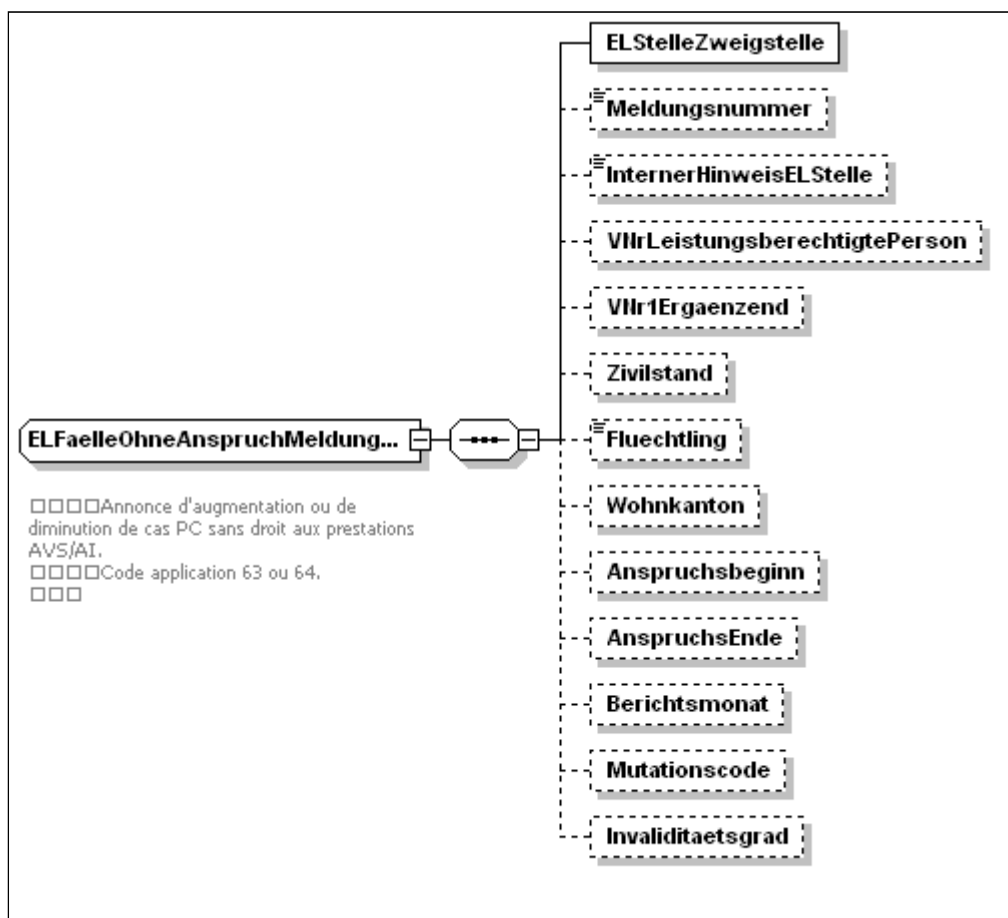 ELStelleZweigstelle
Meldungsnummer
InternerHinweisELStelle
VNrLeistungsberechtigtePerson
VNr1Ergaenzend
Zivilstand
ELFaelleOhneAnspruchMeldung...
Fluechtling
Wohnkanton
Anspruchsbeginn
AnspruchsEnde
Berichtsmonat
Mutationscode
Invaliditaetsgrad
□□□□Annonce d'augmentation ou de
diminution de cas PC sans droit aux prestations
AVS/AI.
□□□□Code application 63 ou 64.
□□□